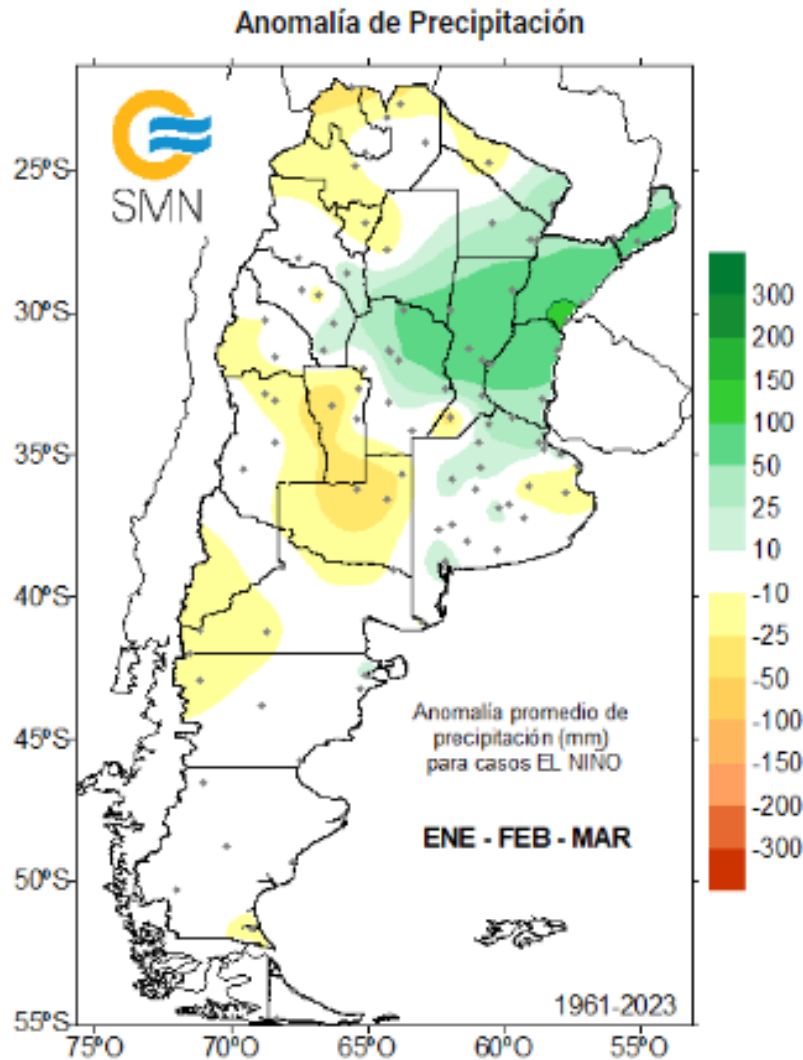 Anomalía de Precipitación
SMN
25ºS
30ºS
35ºS
40ºS
45ºS
50ºS
55ºS
75ºO
70ºO
65ºO
60ºO
55ºO
300
200
150
100
50
25
10
-10
-25
-50
-100
-150
-200
-300
Anomalía promedio de
precipitación (mm)
para casos EL NIÑO
ENE - FEB - MAR
1961-2023